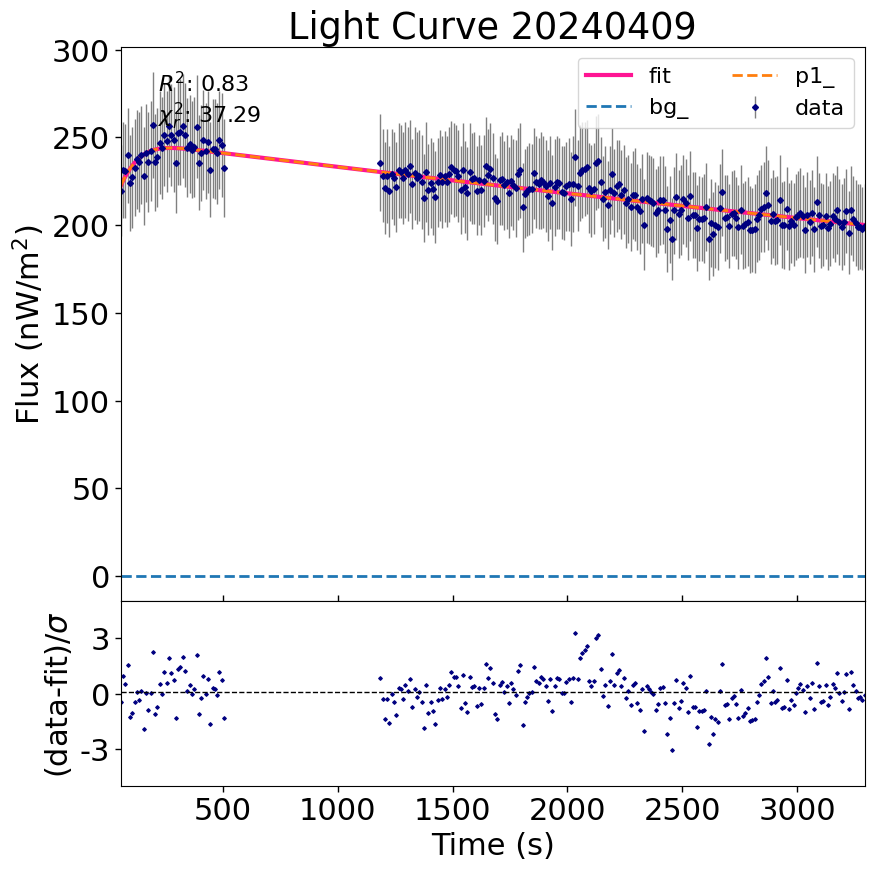 Light Curve 20240409
R²: 0.83
χ²ᵣ: 37.29
fit
bg_
p1_
data
Flux (nW/m²)
300
250
200
150
100
50
0
(data-fit)/σ
3
0
-3
500 1000 1500 2000 2500 3000
Time (s)